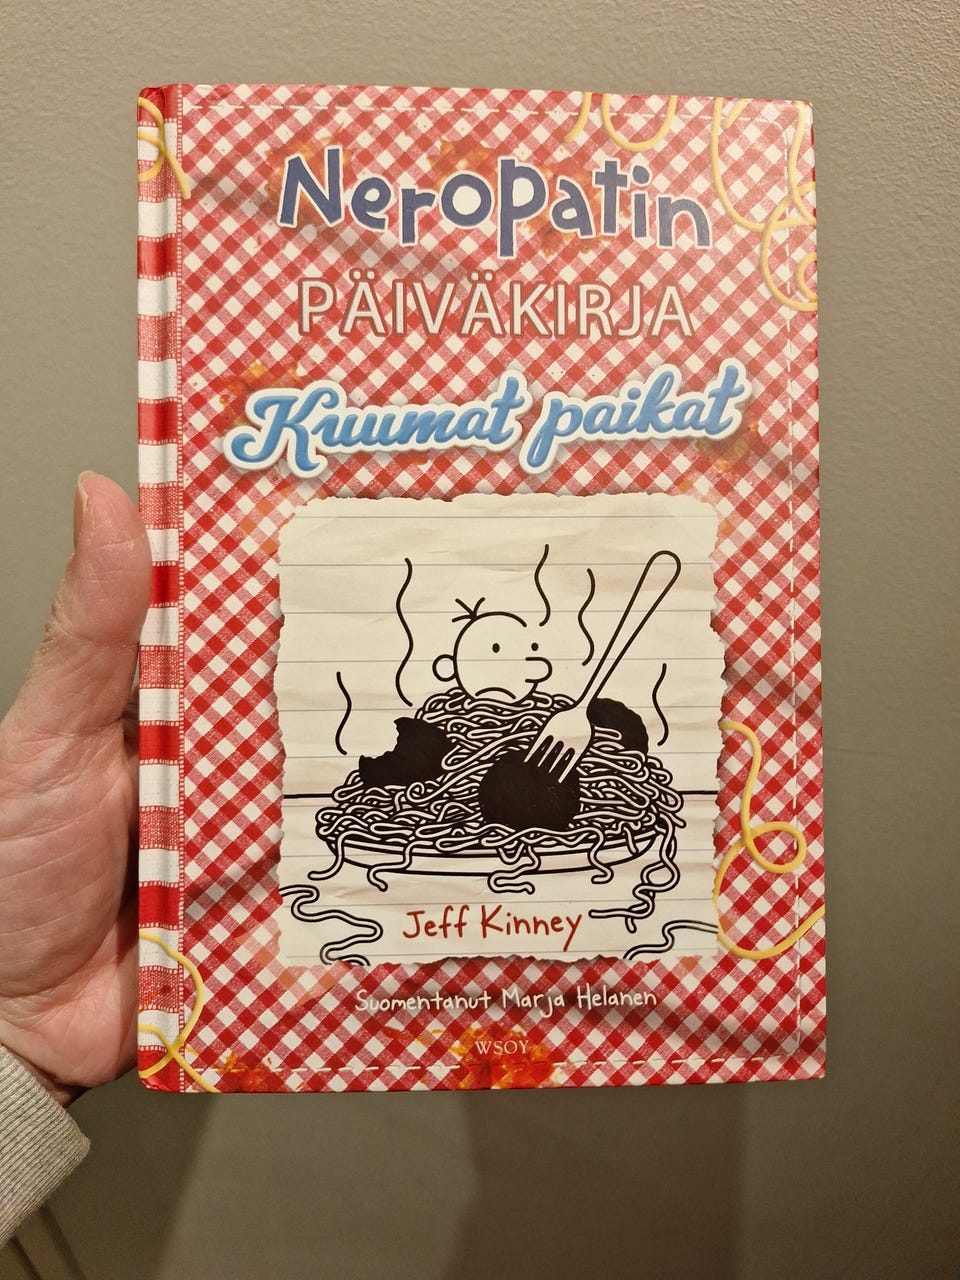 Neropatin
PÄIVÄKIRJA
Kuumat paikat
Jeff Kinney
Suomentanut Marja Helanen
WSOY